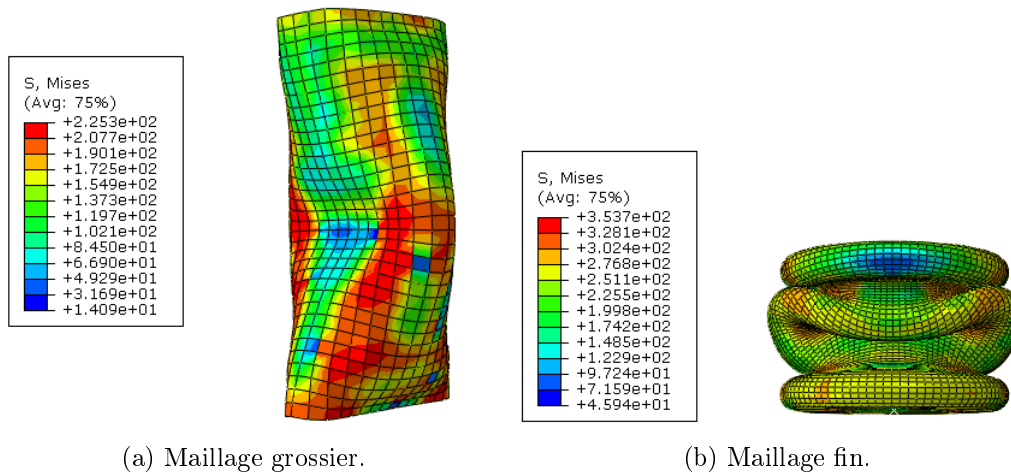 S, Mises
(Avg: 75%)
+2.253e+02
+2.077e+02
+1.901e+02
+1.725e+02
+1.549e+02
+1.373e+02
+1.197e+02
+1.021e+02
+8.450e+01
+6.690e+01
+4.929e+01
+3.169e+01
+1.409e+01
S, Mises
(Avg: 75%)
+3.537e+02
+3.281e+02
+3.024e+02
+2.768e+02
+2.511e+02
+2.255e+02
+1.998e+02
+1.742e+02
+1.485e+02
+1.229e+02
+9.724e+01
+7.159e+01
+4.594e+01
(a) Maillage grossier.
(b) Maillage fin.